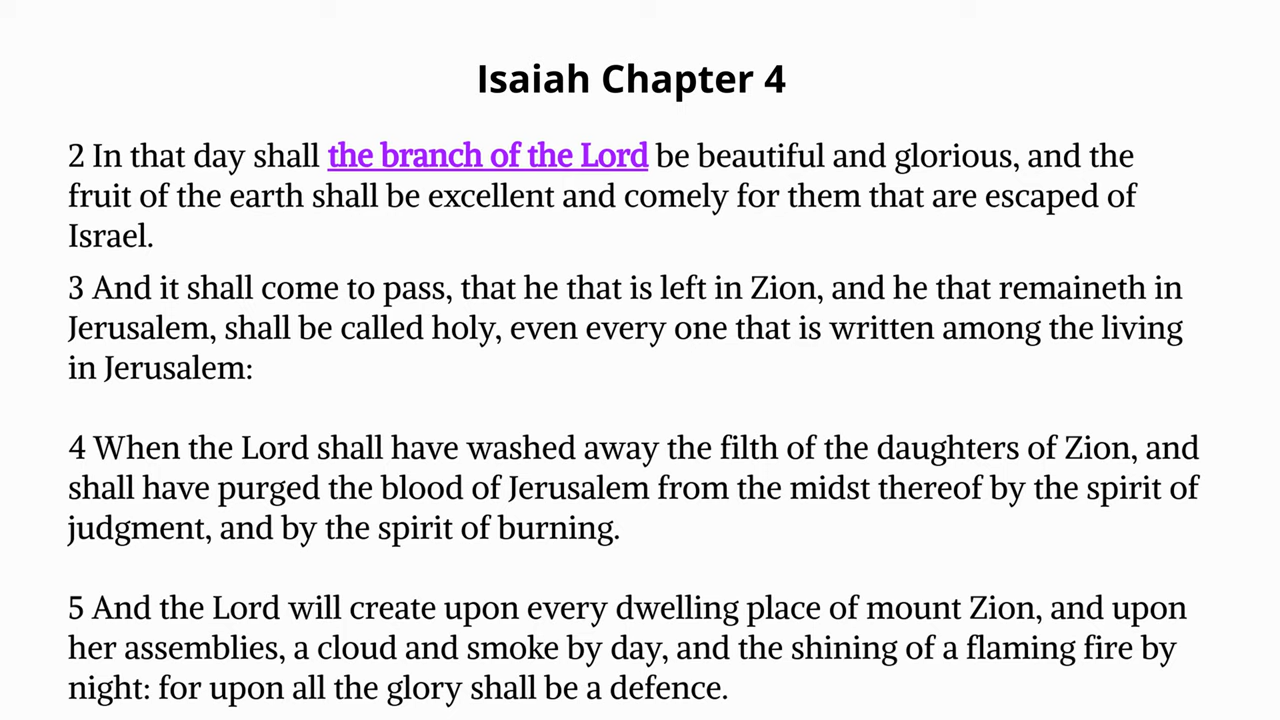 Isaiah Chapter 4
2 In that day shall the branch of the Lord be beautiful and glorious, and the
fruit of the earth shall be excellent and comely for them that are escaped of
Israel.
3 And it shall come to pass, that he that is left in Zion, and he that remaineth in
Jerusalem, shall be called holy, even every one that is written among the living
in Jerusalem:
4 When the Lord shall have washed away the filth of the daughters of Zion, and
shall have purged the blood of Jerusalem from the midst thereof by the spirit of
judgment, and by the spirit of burning.
5 And the Lord will create upon every dwelling place of mount Zion, and upon
her assemblies, a cloud and smoke by day, and the shining of a flaming fire by
night: for upon all the glory shall be a defence.